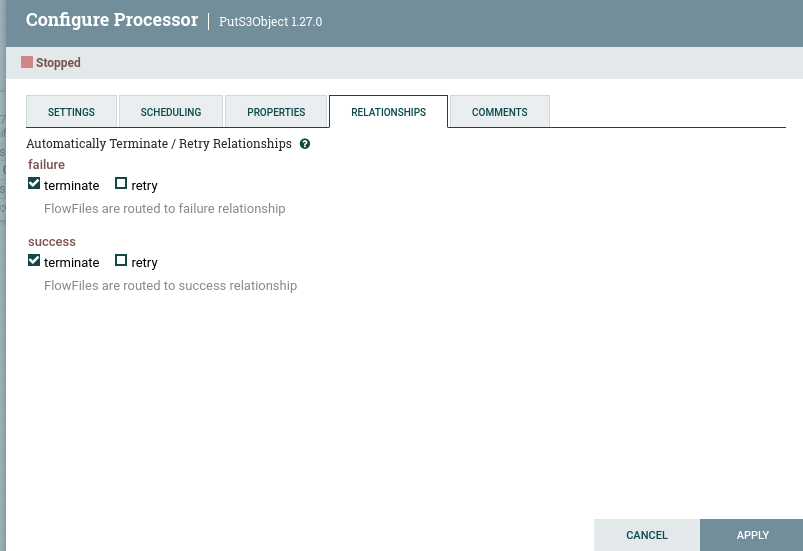 Configure Processor | PutS3Object 1.27.0
Stopped
SETTINGS SCHEDULING PROPERTIES RELATIONSHIPS COMMENTS
Automatically Terminate / Retry Relationships ?
failure
terminate retry
FlowFiles are routed to failure relationship
success
terminate retry
FlowFiles are routed to success relationship
CANCEL APPLY